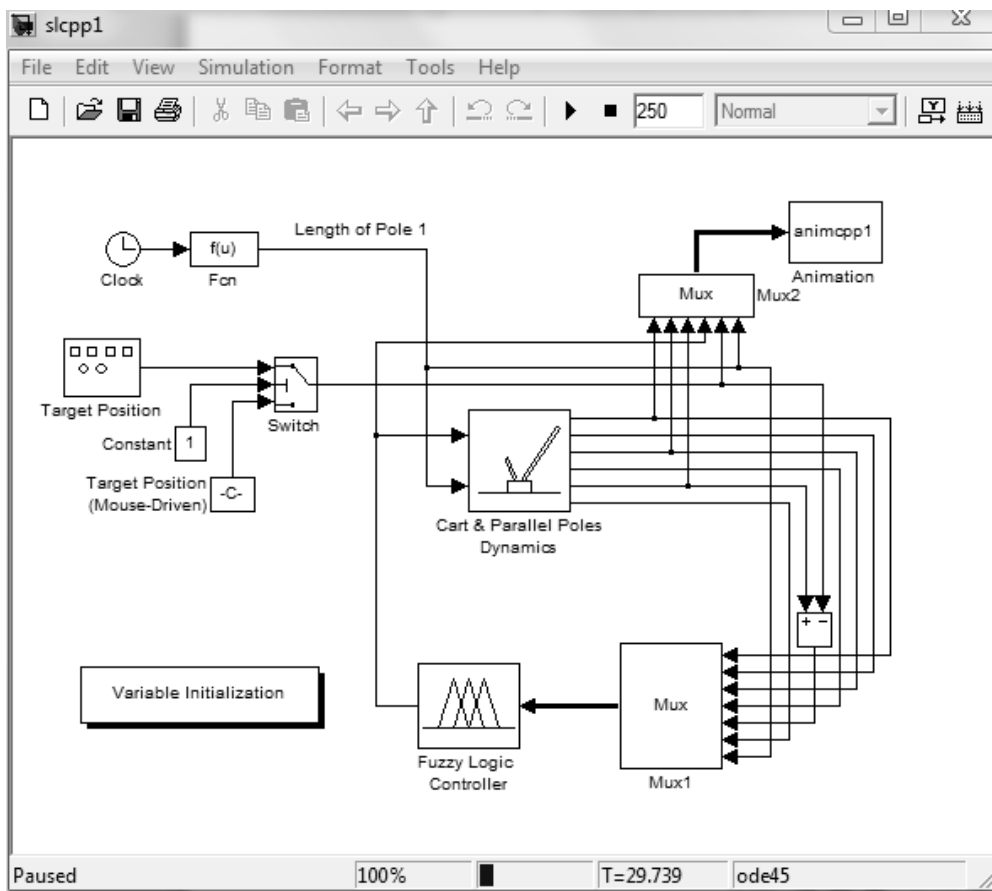 slcpp1
File Edit View Simulation Format Tools Help
250 Normal
Length of Pole 1
f(u)
Clock
Fcn
animcpp1
Animation
Mux
Mux2
Target Position
Switch
Constant
1
Target Position
(Mouse-Driven)
-C-
Cart & Parallel Poles
Dynamics
+ -
Variable Initialization
Mux
Fuzzy Logic
Controller
Mux1
Paused 100% T=29.739 ode45